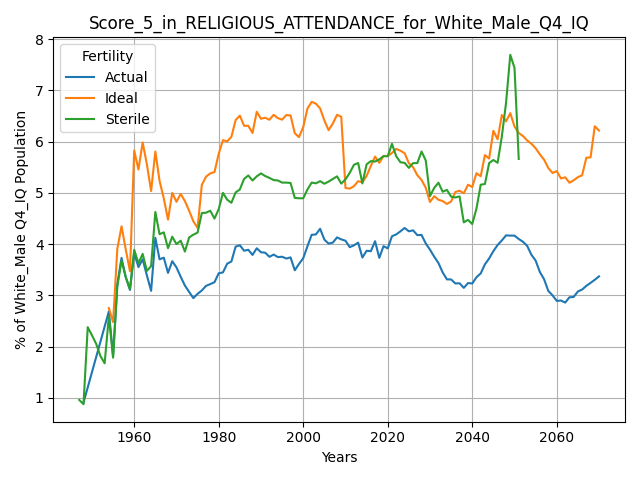 Score_5_in_RELIGIOUS_ATTENDANCE_for_White_Male_Q4_IQ
Fertility
Actual
Ideal
Sterile
% of White_Male Q4_IQ Population
8
7
6
5
4
3
2
1
1960 1980 2000 2020 2040 2060
Years